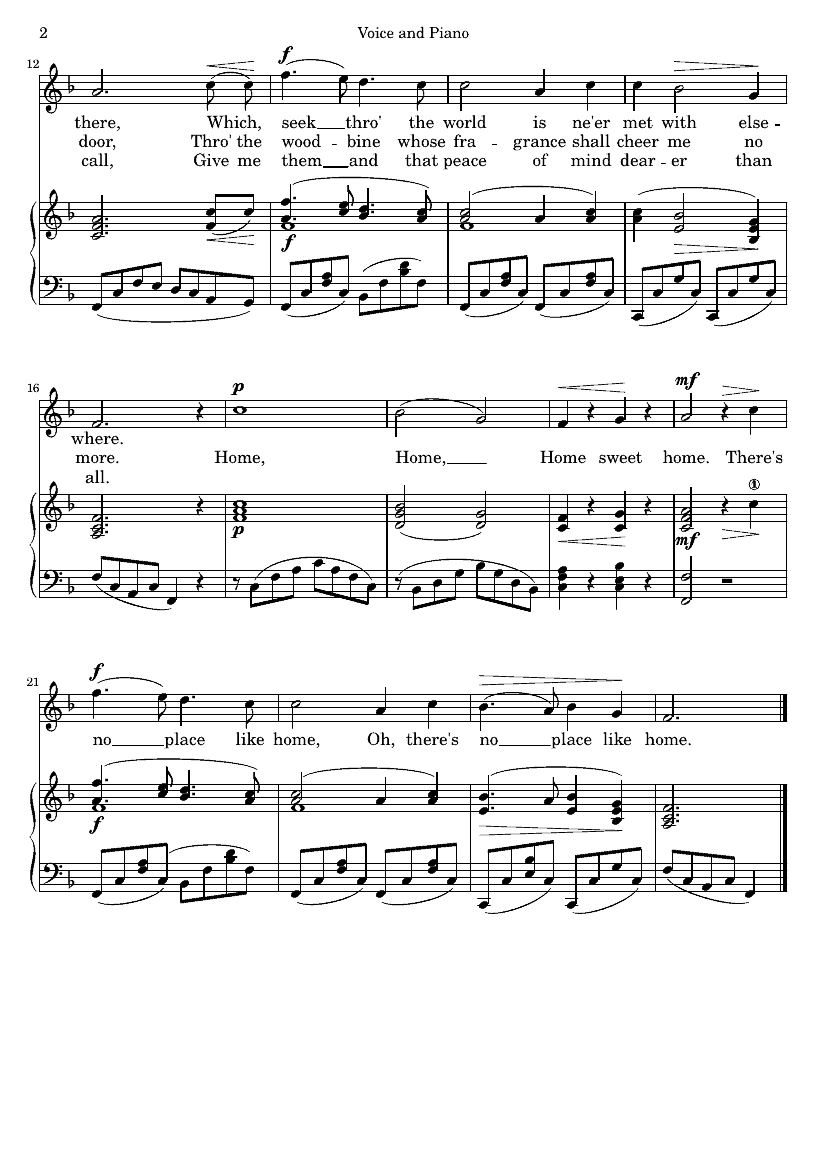 2 Voice and Piano
12
f
there, Which, seek thro' the world is ne'er met with else -
door, Thro' the wood - bine whose fra - grance shall cheer me no
call, Give me them and that peace of mind dear - er than
f
16
p mf
where.
more. Home, Home, Home sweet home. There's
all.
1
p mf
21
f
no place like home, Oh, there's no place like home.
f